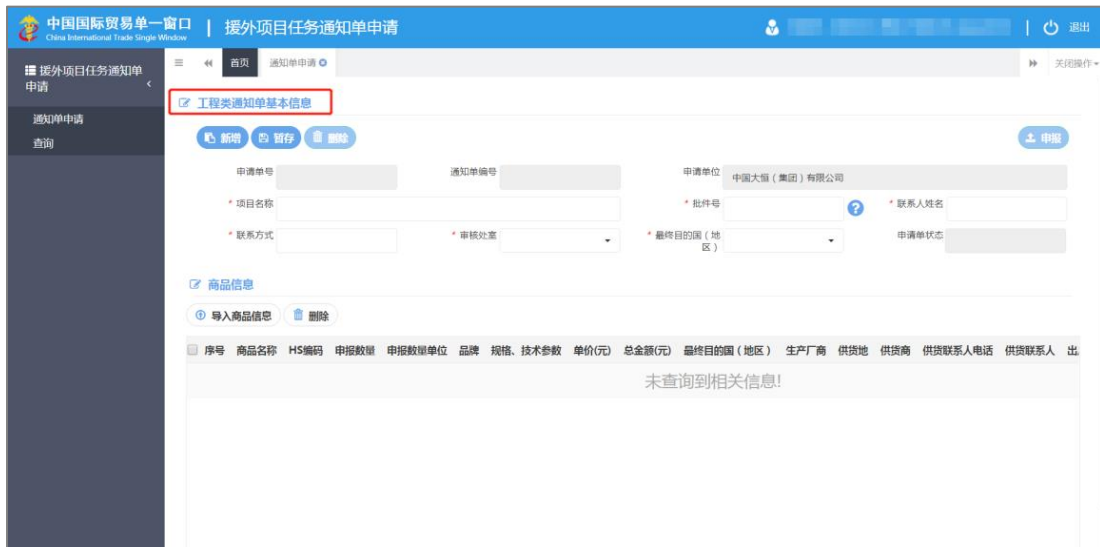 中国国际贸易单一窗口 | 援外项目任务通知单申请
China International Trade Single Window
退出
援外项目任务通知单申请
首页 通知单申请 关闭操作
通知单申请
查询
工程类通知单基本信息
新增 暂存 删除 申报
申请单号 通知单编号 申请单位 中国大恒(集团)有限公司
* 项目名称 * 批件号 * 联系人姓名
* 联系方式 * 审核处室 * 最终目的国(地区) 申请单状态
商品信息
导入商品信息 删除
序号 商品名称 HS编码 申报数量 申报数量单位 品牌 规格、技术参数 单价(元) 总金额(元) 最终目的国(地区) 生产厂商 供货地 供货商 供货联系人电话 供货联系人 出
未查询到相关信息!